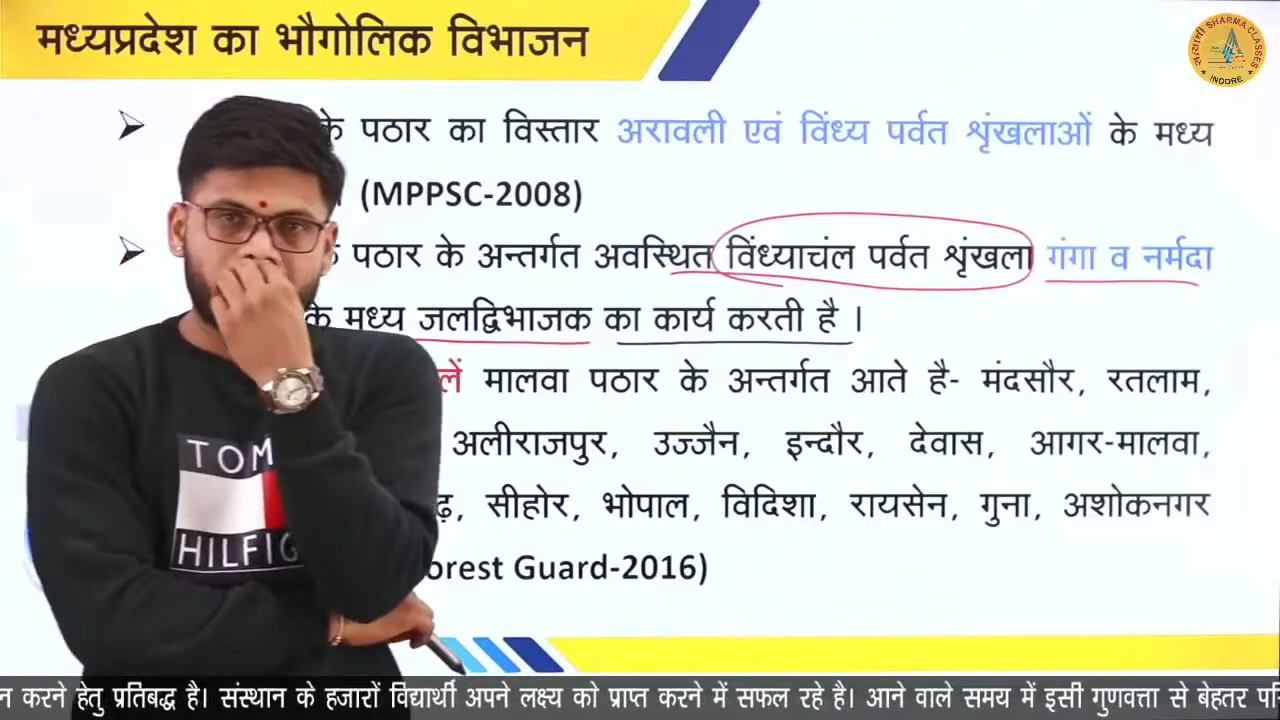 मध्यप्रदेश का भौगोलिक विभाजन
SHARMA CLASSES
INDORE
के पठार का विस्तार अरावली एवं विंध्य पर्वत श्रृंखलाओं के मध्य
(MPPSC-2008)
पठार के अन्तर्गत अवस्थित विंध्याचंल पर्वत श्रृंखला गंगा व नर्मदा
के मध्य जलद्विभाजक का कार्य करती है ।
मालवा पठार के अन्तर्गत आते है- मंदसौर, रतलाम,
अलीराजपुर, उज्जैन, इन्दौर, देवास, आगर-मालवा,
सीहोर, भोपाल, विदिशा, रायसेन, गुना, अशोकनगर
Guard-2016)
TOM
HILFIG
करने हेतु प्रतिबद्ध है। संस्थान के हजारों विद्यार्थी अपने लक्ष्य को प्राप्त करने में सफल रहे है। आने वाले समय में इसी गुणवत्ता से बेहतर